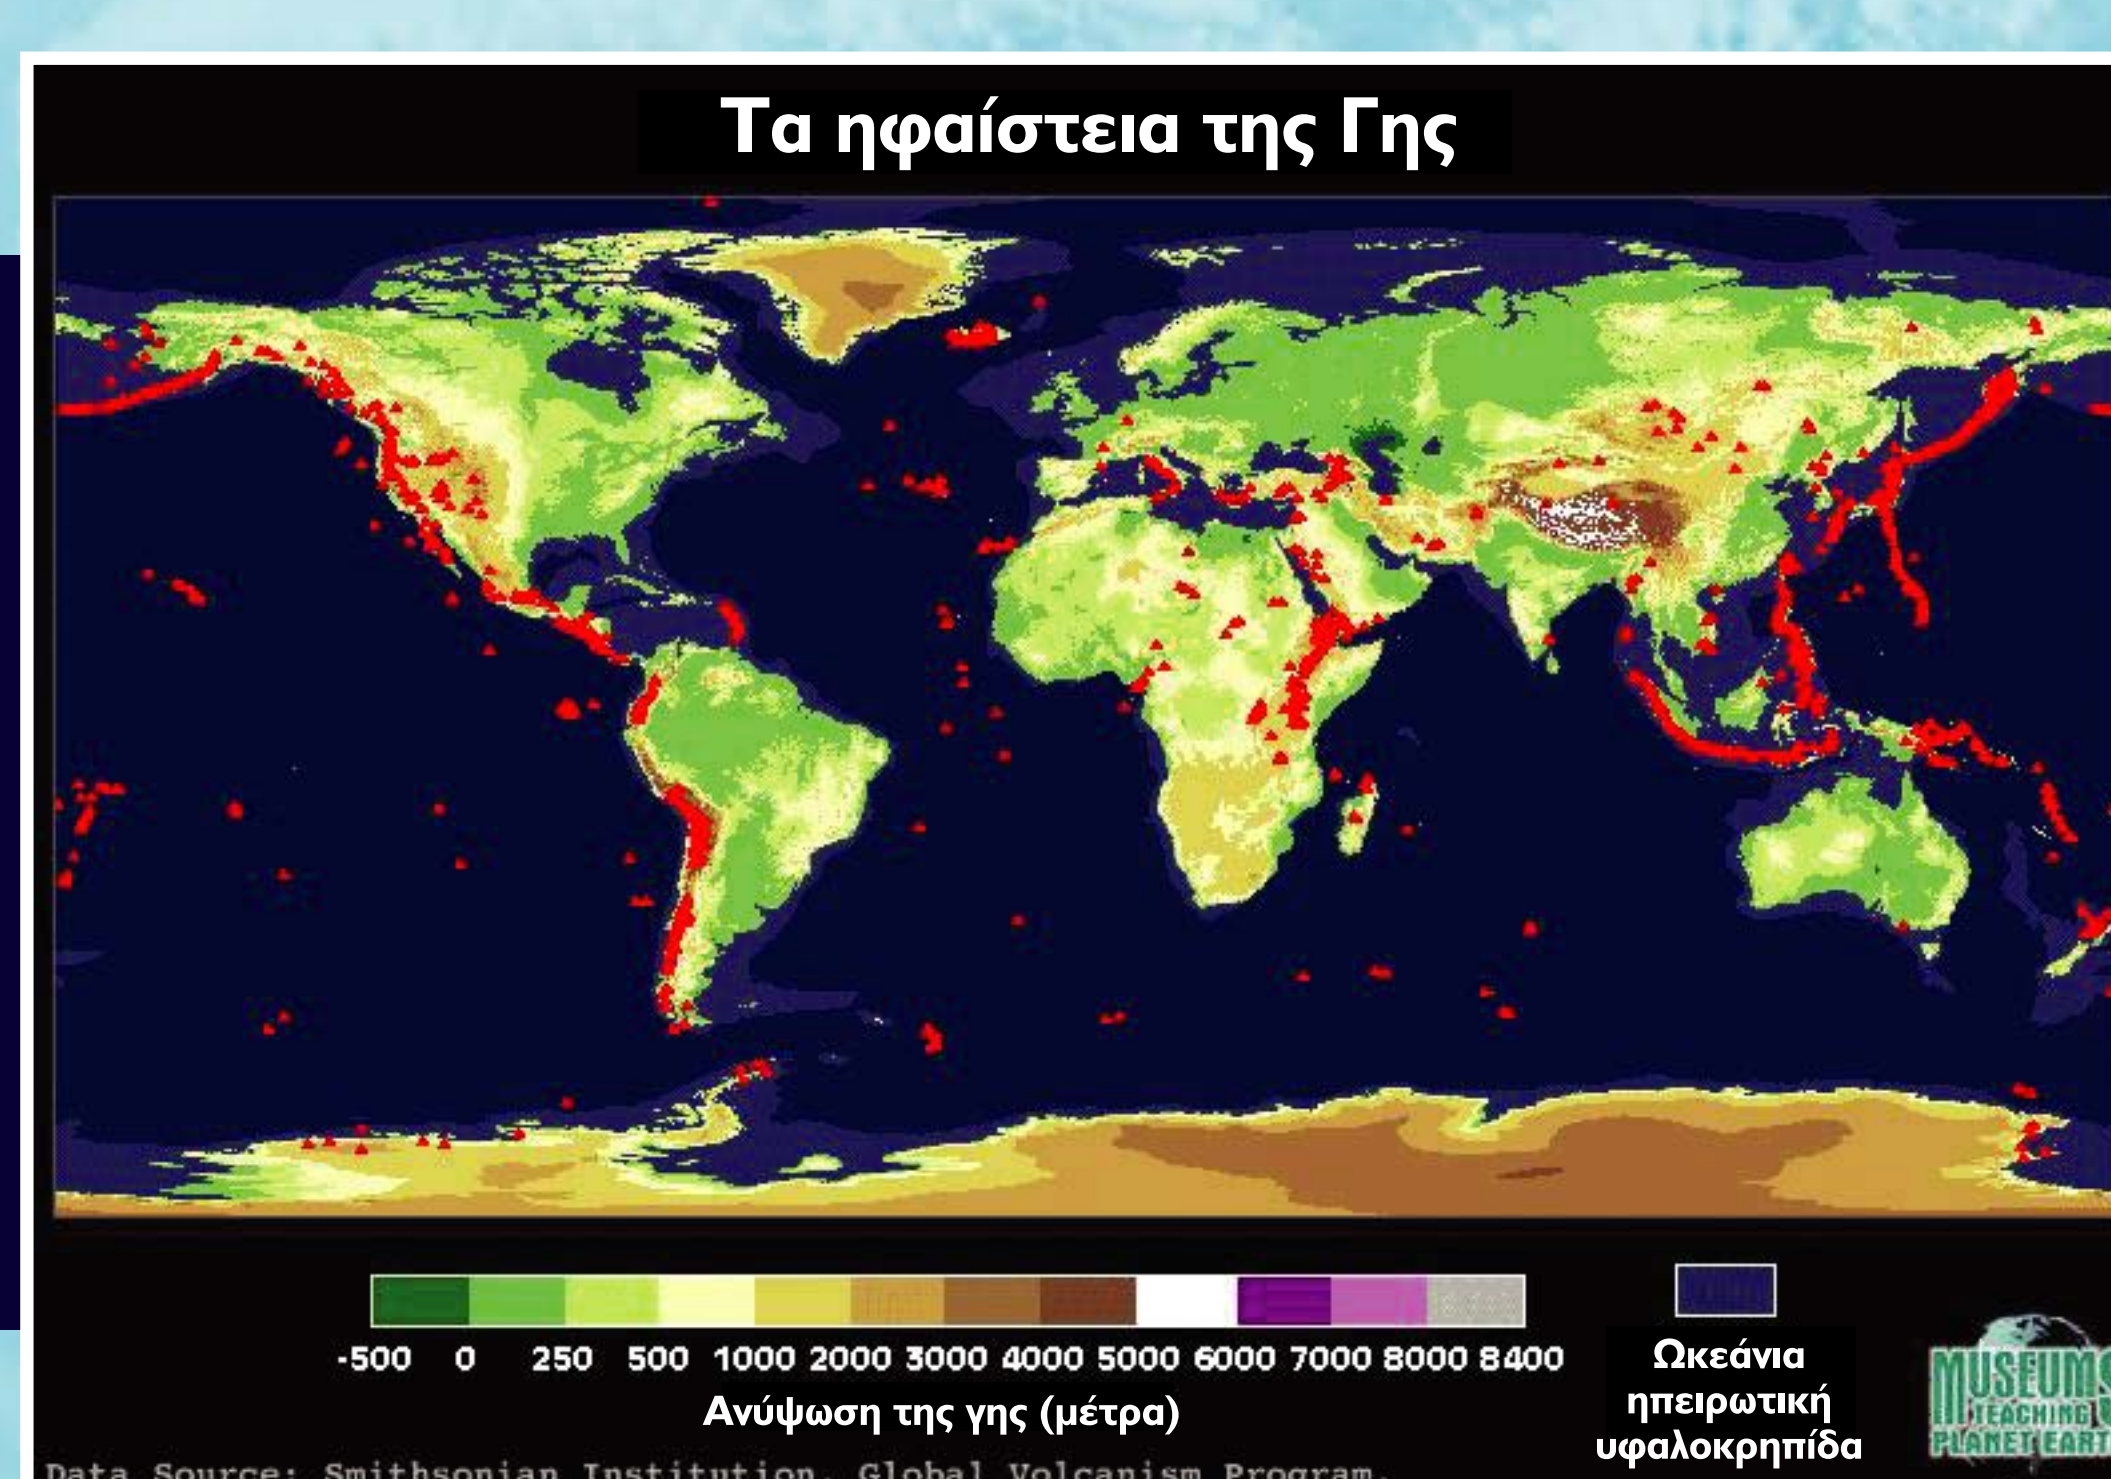 Τα ηφαίστεια της Γης
-500 0 250 500 1000 2000 3000 4000 5000 6000 7000 8000 8400
Ανύψωση της γης (μέτρα)
Ωκεάνια
ηπειρωτική
υφαλοκρηπίδα
MUSEUMS
TEACHING
PLANET EARTH
Data Source: Smithsonian Institution, Global Volcanism Program.